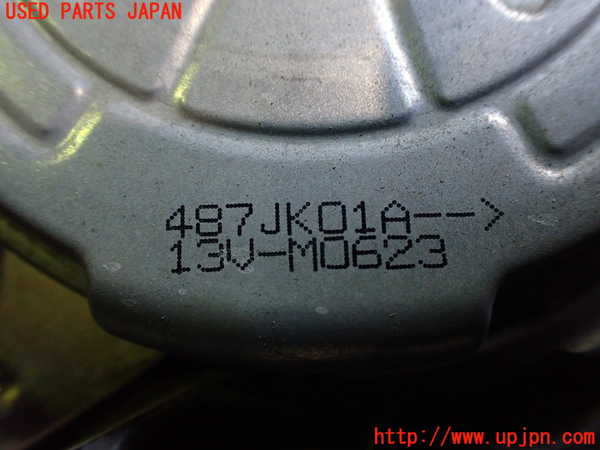 USED PARTS JAPAN
487JK01A-->
13V-M0623
http://www.upjpn.com/